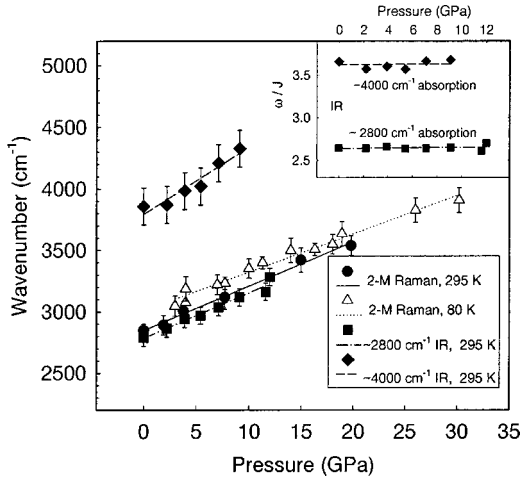 Pressure (GPa)
0 2 4 6 8 10 12
ω / J
3.5
3.0
2.5
~4000 cm-1 absorption
IR
~ 2800 cm-1 absorption
Wavenumber (cm-1)
5000
4500
4000
3500
3000
2500
2-M Raman, 295 K
2-M Raman, 80 K
~2800 cm-1 IR, 295 K
~4000 cm-1 IR, 295 K
0 5 10 15 20 25 30 35
Pressure (GPa)